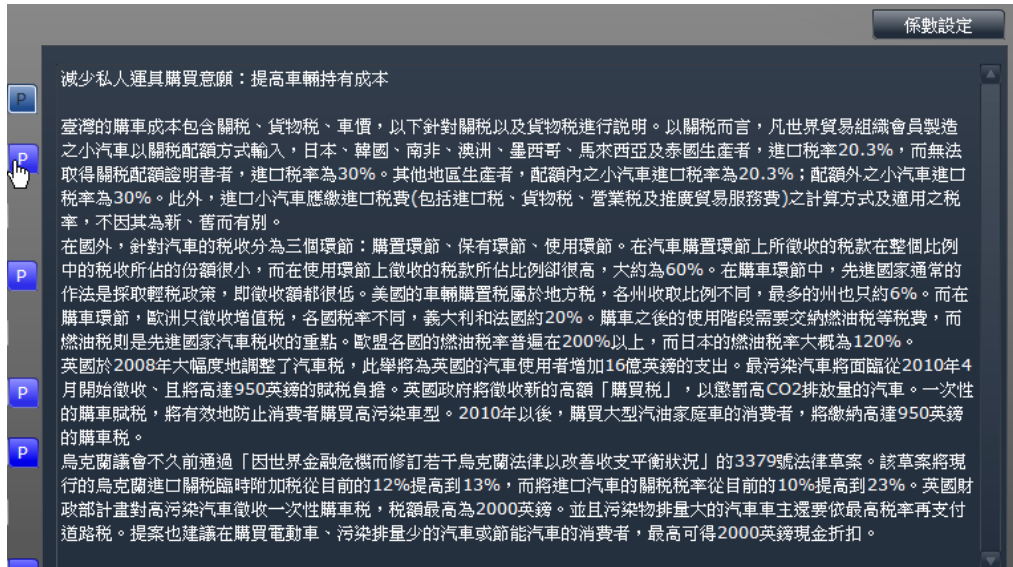 係數設定
減少私人運具購買意願：提高車輛持有成本
P
臺灣的購車成本包含關稅、貨物稅、車價，以下針對關稅以及貨物稅進行說明。以關稅而言，凡世界貿易組織會員製造
之小汽車以關稅配額方式輸入，日本、韓國、南非、澳洲、墨西哥、馬來西亞及泰國生產者，進口稅率20.3%，而無法
P
取得關稅配額證明書者，進口稅率為30%。其他地區生產者，配額內之小汽車進口稅率為20.3%；配額外之小汽車進口
稅率為30%。此外，進口小汽車應繳進口稅費(包括進口稅、貨物稅、營業稅及推廣貿易服務費)之計算方式及適用之稅
率，不因其為新、舊而有別。
在國外，針對汽車的稅收分為三個環節：購置環節、保有環節、使用環節。在汽車購置環節上所徵收的稅款在整個比例
中的稅收所佔的份額很小，而在使用環節上徵收的稅款所佔比例卻很高，大約為60%。在購車環節中，先進國家通常的
P
作法是採取輕稅政策，即徵收額都很低。美國的車輛購置稅屬於地方稅，各州收取比例不同，最多的州也只約6%。而在
購車環節，歐洲只徵收增值稅，各國稅率不同，義大利和法國約20%。購車之後的使用階段需要交納燃油稅等稅費，而
燃油稅則是先進國家汽車稅收的重點。歐盟各國的燃油稅率普遍在200%以上，而日本的燃油稅率大概為120%。
英國於2008年大幅度地調整了汽車稅，此舉將為英國的汽車使用者增加16億英鎊的支出。最污染汽車將面臨從2010年4
月開始徵收、且將高達950英鎊的賦稅負擔。英國政府將徵收新的高額「購買稅」，以懲罰高CO2排放量的汽車。一次性
P
的購車賦稅，將有效地防止消費者購買高污染車型。2010年以後，購買大型汽油家庭車的消費者，將繳納高達950英鎊
的購車稅。
P
烏克蘭議會不久前通過「因世界金融危機而修訂若干烏克蘭法律以改善收支平衡狀況」的3379號法律草案。該草案將現
行的烏克蘭進口關稅臨時附加稅從目前的12%提高到13%，而將進口汽車的關稅稅率從目前的10%提高到23%。英國財
政部計畫對高污染汽車徵收一次性購車稅，稅額最高為2000英鎊。並且污染物排量大的汽車車主還要依最高稅率再支付
道路稅。提案也建議在購買電動車、污染排量少的汽車或節能汽車的消費者，最高可得2000英鎊現金折扣。